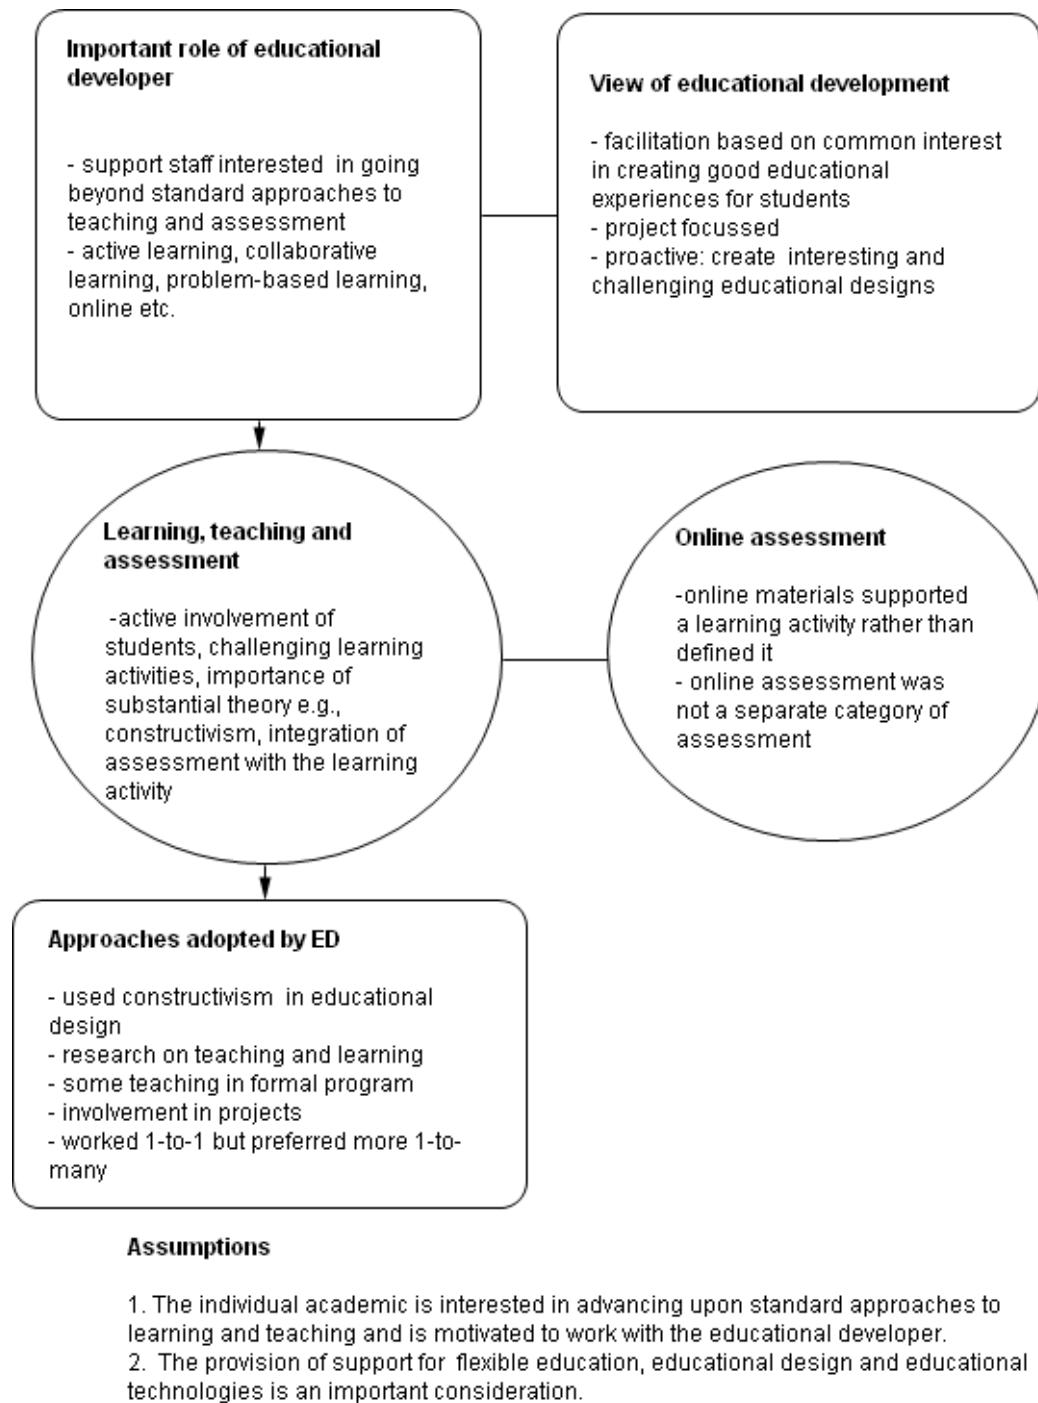 Important role of educational
developer
- support staff interested in going
beyond standard approaches to
teaching and assessment
- active learning, collaborative
learning, problem-based learning,
online etc.
View of educational development
- facilitation based on common interest
in creating good educational
experiences for students
- project focussed
- proactive: create interesting and
challenging educational designs
Learning, teaching and
assessment
-active involvement of
students, challenging learning
activities, importance of
substantial theory e.g.,
constructivism, integration of
assessment with the learning
activity
Online assessment
-online materials supported
a learning activity rather than
defined it
- online assessment was
not a separate category of
assessment
Approaches adopted by ED
- used constructivism in educational
design
- research on teaching and learning
- some teaching in formal program
- involvement in projects
- worked 1-to-1 but preferred more 1-to-
many
Assumptions
1. The individual academic is interested in advancing upon standard approaches to
learning and teaching and is motivated to work with the educational developer.
2. The provision of support for flexible education, educational design and educational
technologies is an important consideration.